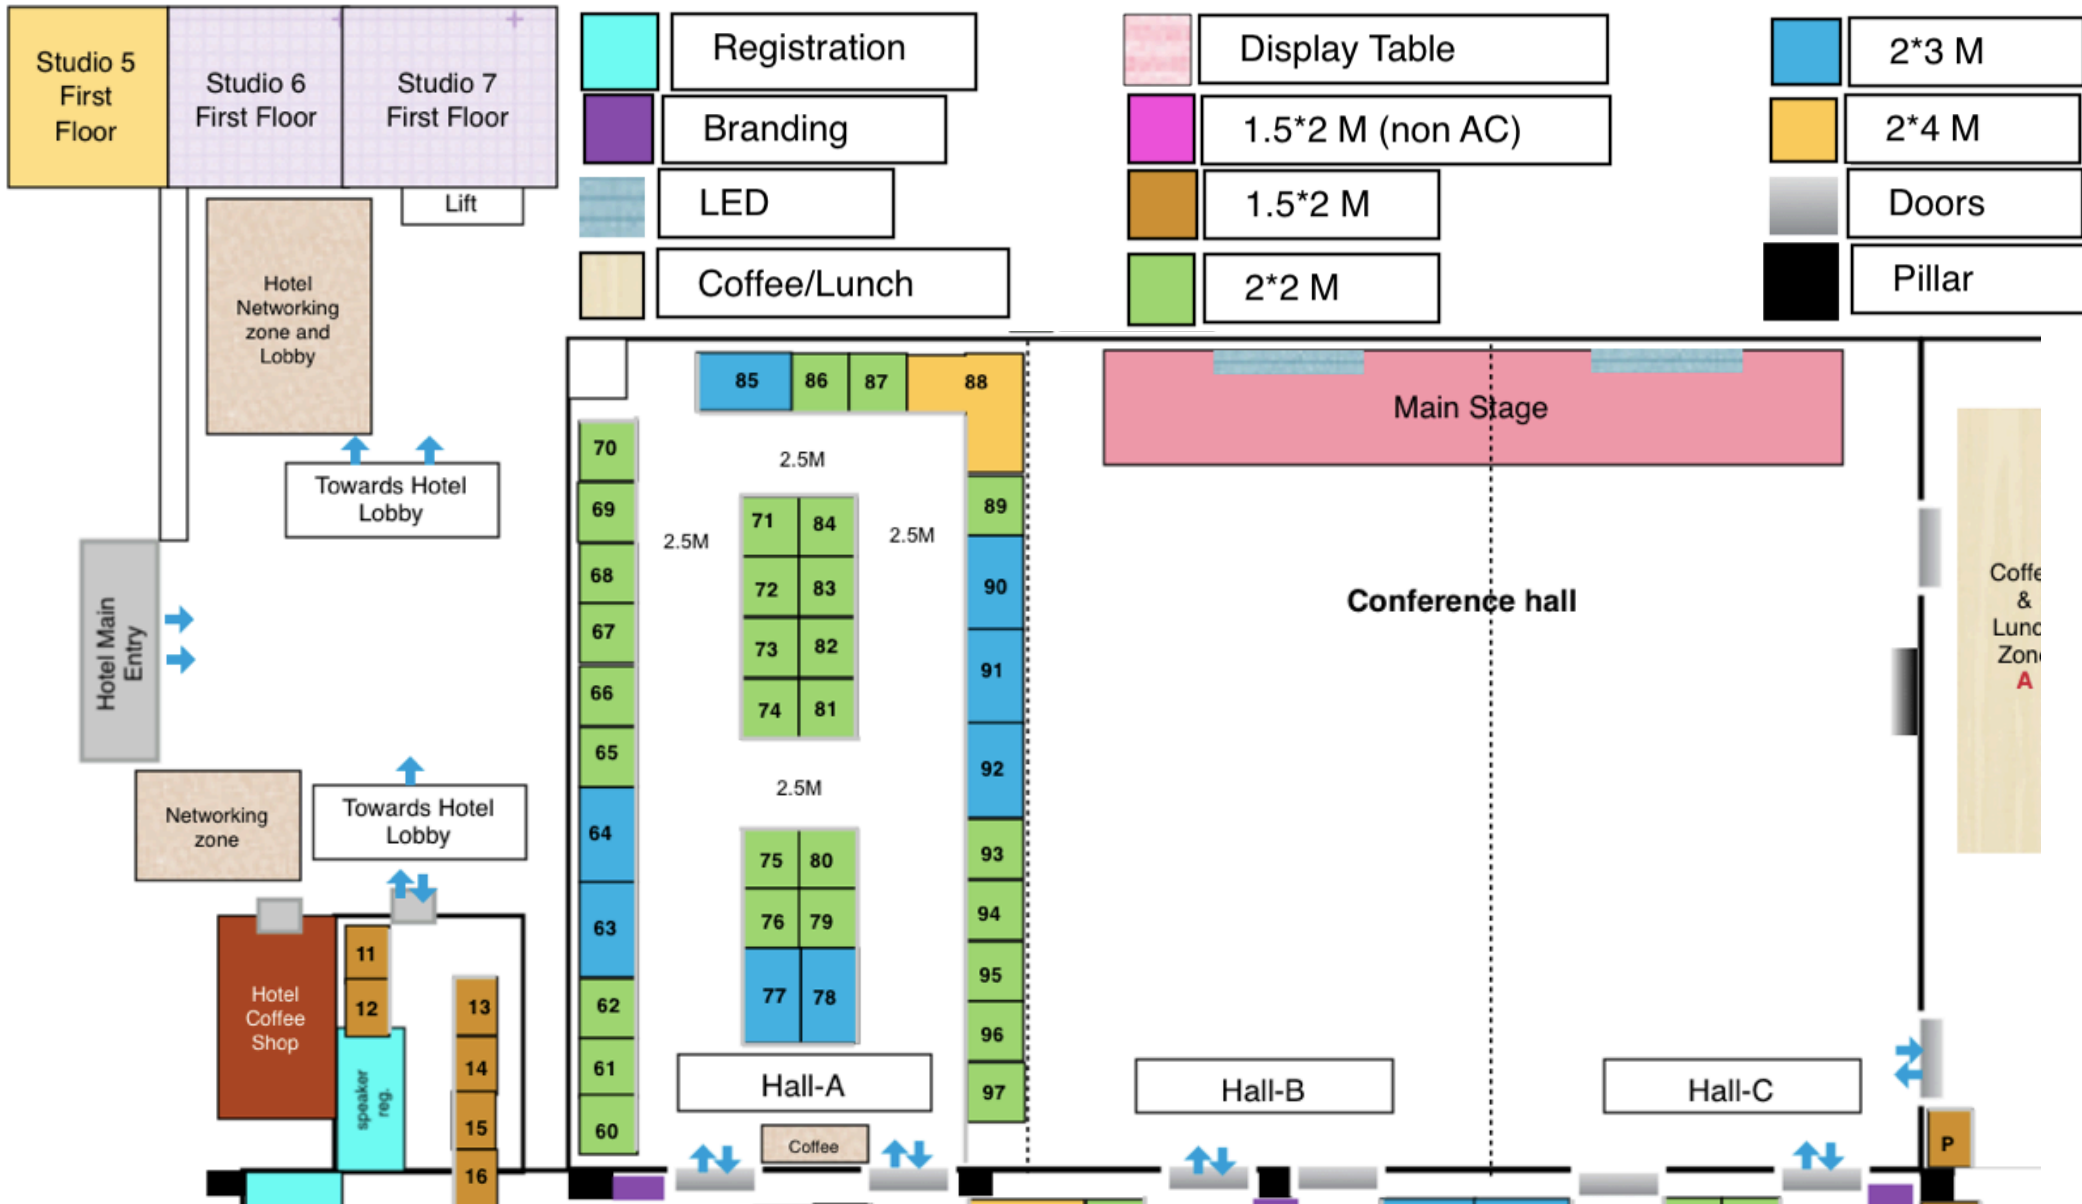 Studio 5
First
Floor
Studio 6
First Floor
Studio 7
First Floor
Lift
Registration
Branding
LED
Coffee/Lunch
Display Table
1.5*2 M (non AC)
1.5*2 M
2*2 M
2*3 M
2*4 M
Doors
Pillar
Hotel
Networking
zone and
Lobby
Towards Hotel
Lobby
Hotel Main
Entry
Networking
zone
Towards Hotel
Lobby
Hotel
Coffee
Shop
11
12
speaker
reg.
13
14
15
16
85
86
87
88
70
69
68
67
66
65
64
63
62
61
60
2.5M
2.5M
2.5M
71
84
72
83
73
82
74
81
2.5M
75
80
76
79
77
78
89
90
91
92
93
94
95
96
97
Hall-A
Coffee
Main Stage
Conference hall
Hall-B
Hall-C
Coffe
&
Lunc
Zon
A
P